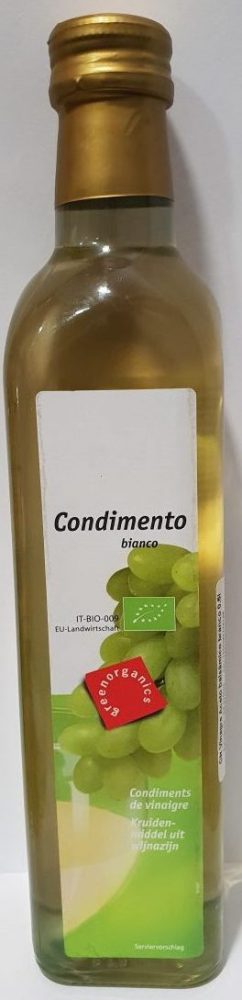 Condimento
bianco
IT-BIO-009
EU-Landwirtschaft
greenorganics
Condiments
de vinaigre
Kruiden-
middel uit
wijnazijn
Serviervorschlag